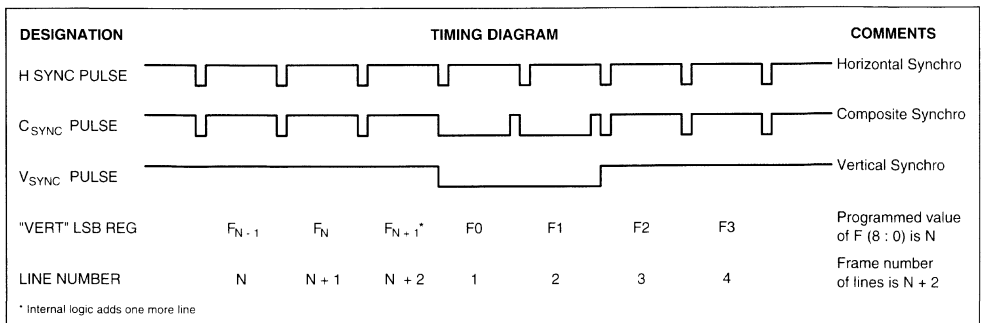 DESIGNATION TIMING DIAGRAM COMMENTS
H SYNC PULSE Horizontal Synchro
CSYNC PULSE Composite Synchro
VSYNC PULSE Vertical Synchro
"VERT" LSB REG FN - 1 FN FN + 1* F0 F1 F2 F3 Programmed value
of F (8 : 0) is N
LINE NUMBER N N + 1 N + 2 1 2 3 4 Frame number
of lines is N + 2
* Internal logic adds one more line